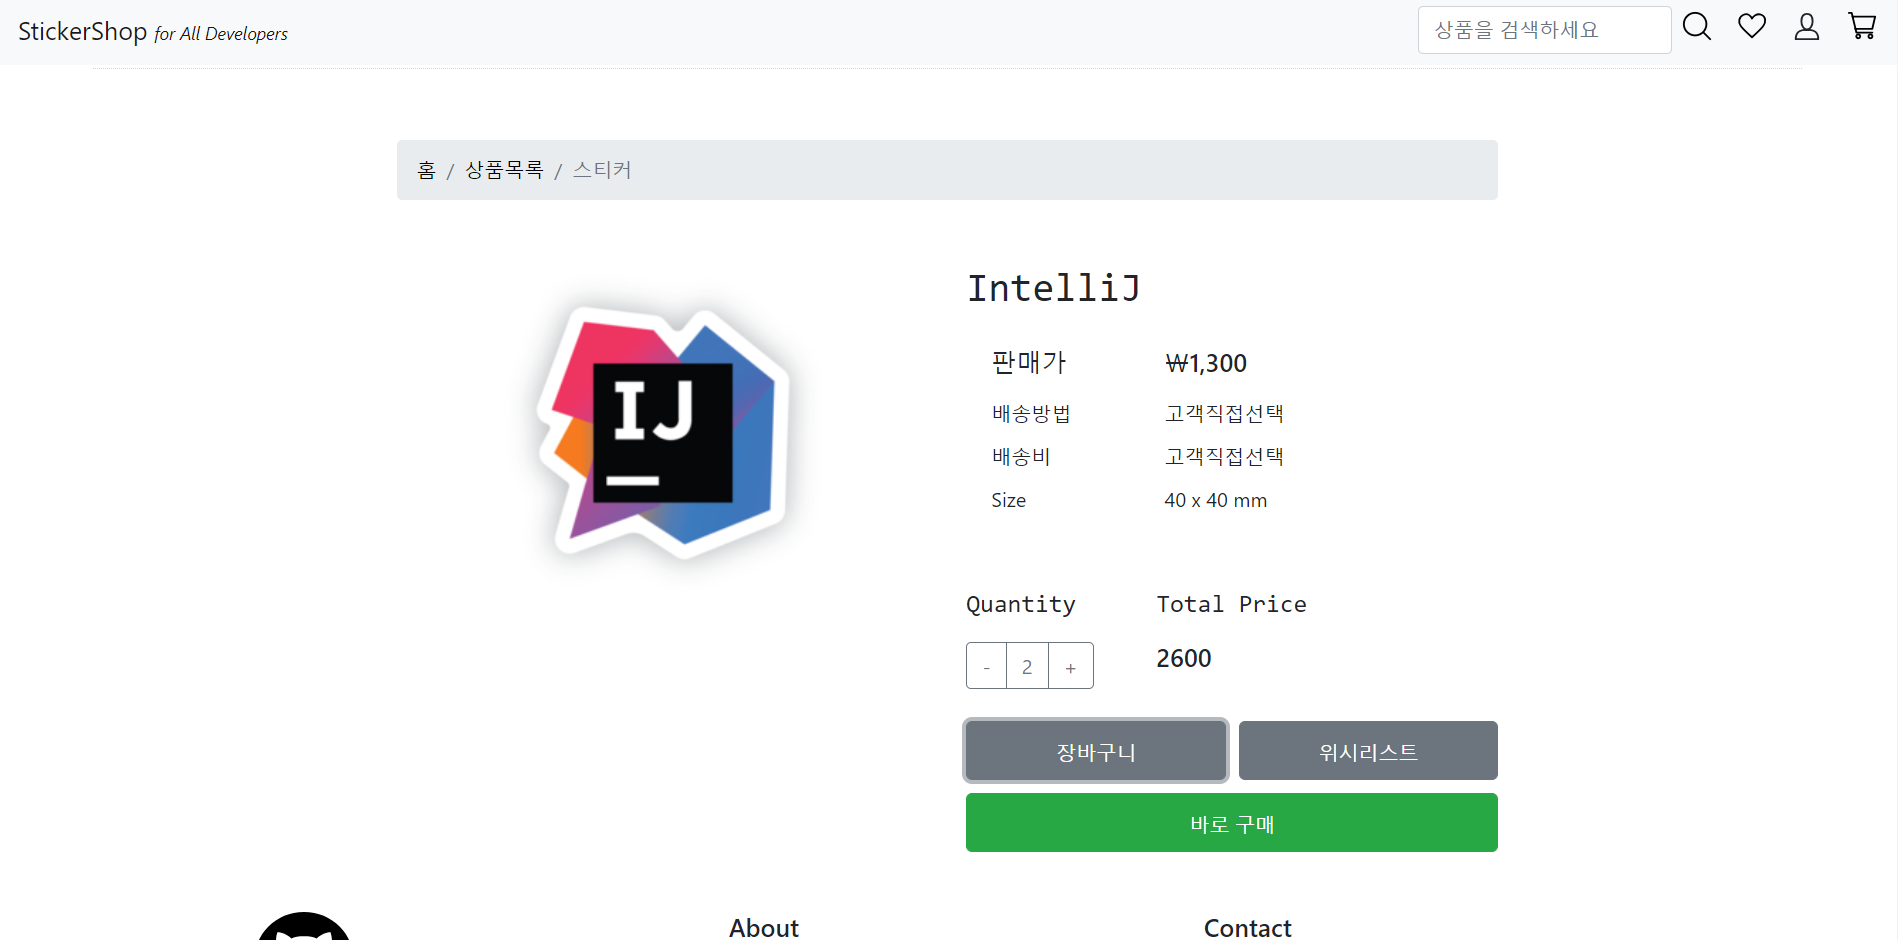 StickerShop for All Developers
상품을 검색하세요
홈 / 상품목록 / 스티커
IntelliJ
IJ
판매가 ₩1,300
배송방법 고객직접선택
배송비 고객직접선택
Size 40 x 40 mm
Quantity Total Price
- 2 + 2600
장바구니 위시리스트
바로 구매
About Contact